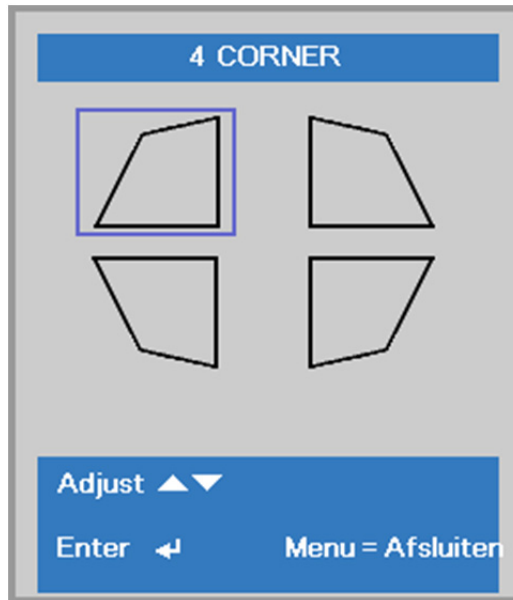 4 CORNER
Adjust ▲▼
Enter ↵
Menu = Afsluiten